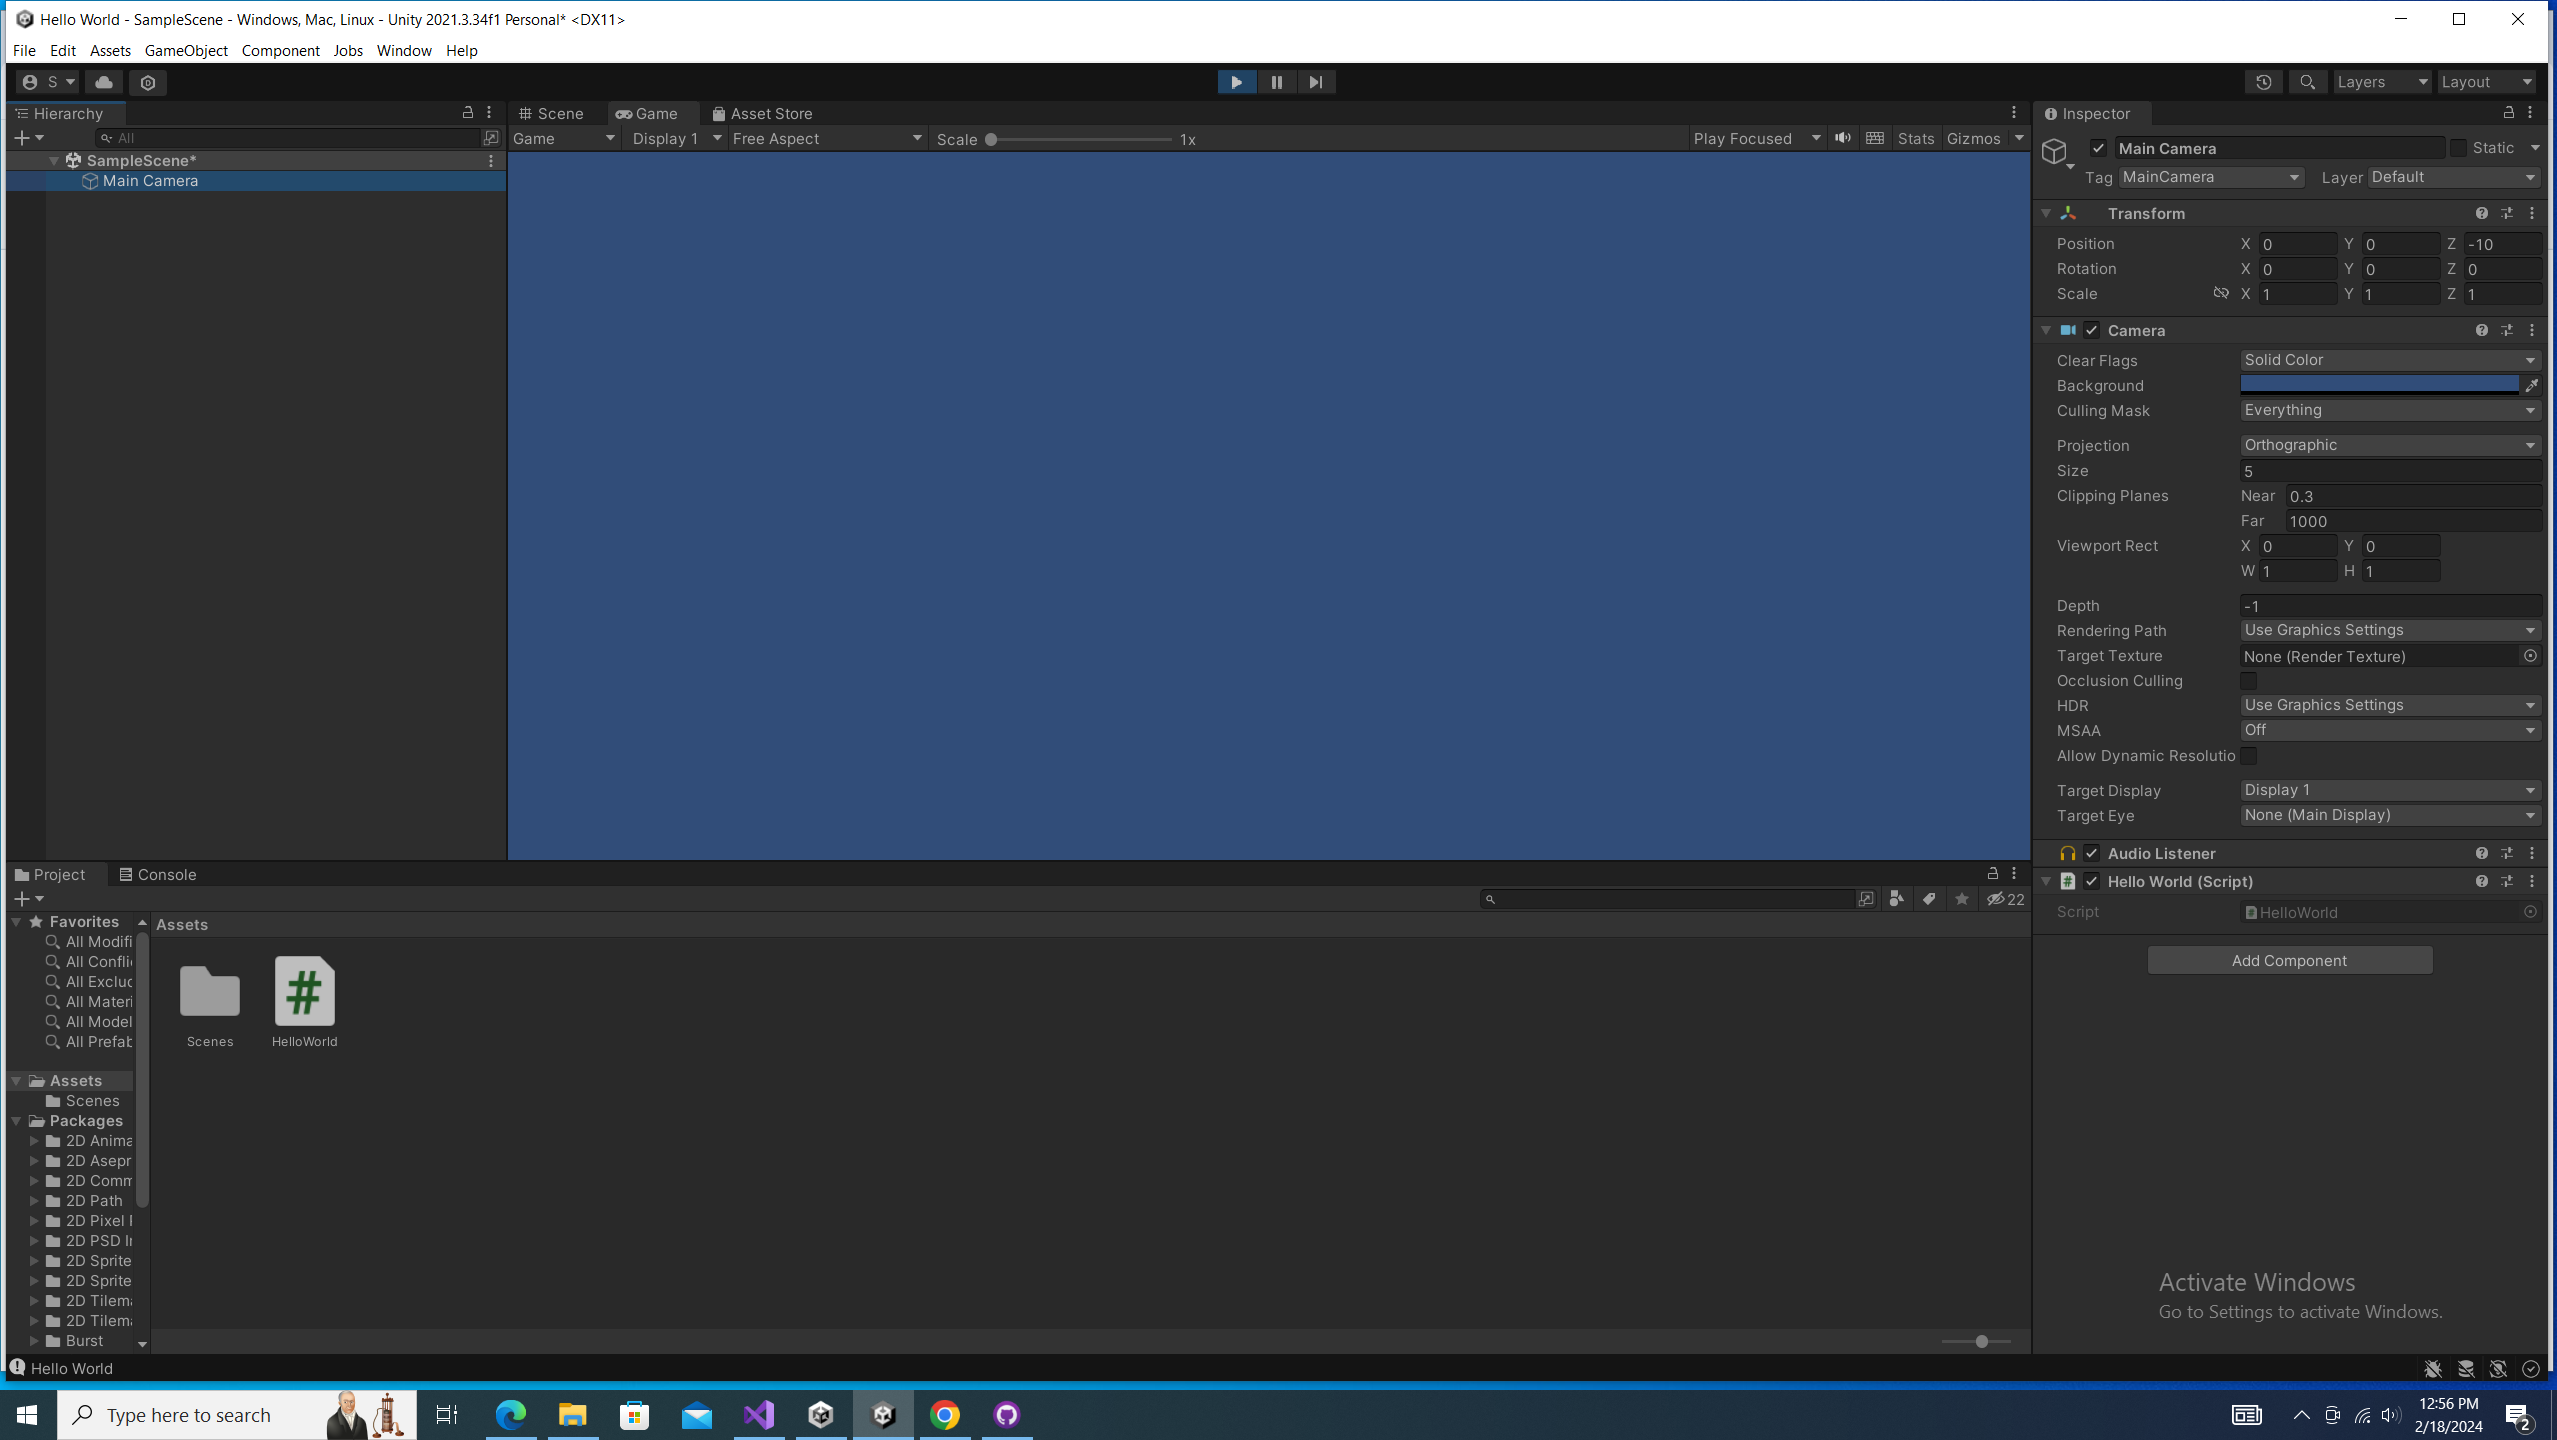 Hello World - SampleScene - Windows, Mac, Linux - Unity 2021.3.34f1 Personal* <DX11>
File Edit Assets GameObject Component Jobs Window Help
S Layers Layout
Hierarchy
All
SampleScene*
Main Camera
Scene Game Asset Store
Game Display 1 Free Aspect Scale 1x Play Focused Stats Gizmos
Inspector
Main Camera Static
Tag MainCamera Layer Default
Transform
Position X 0 Y 0 Z -10
Rotation X 0 Y 0 Z 0
Scale X 1 Y 1 Z 1
Camera
Clear Flags Solid Color
Background
Culling Mask Everything
Projection Orthographic
Size 5
Clipping Planes Near 0.3
Far 1000
Viewport Rect X 0 Y 0
W 1 H 1
Depth -1
Rendering Path Use Graphics Settings
Target Texture None (Render Texture)
Occlusion Culling
HDR Use Graphics Settings
MSAA Off
Allow Dynamic Resolutio
Target Display Display 1
Target Eye None (Main Display)
Audio Listener
Hello World (Script)
Script # HelloWorld
Add Component
Project Console
22
Favorites
All Modifi
All Conflic
All Exclud
All Materi
All Model
All Prefab
Assets
Scenes
Packages
2D Anima
2D Asepr
2D Comm
2D Path
2D Pixel P
2D PSD Ir
2D Sprite
2D Sprite
2D Tilema
2D Tilema
Burst
Assets
#
Scenes HelloWorld
Activate Windows
Go to Settings to activate Windows.
Hello World
Type here to search
12:56 PM
2/18/2024
2